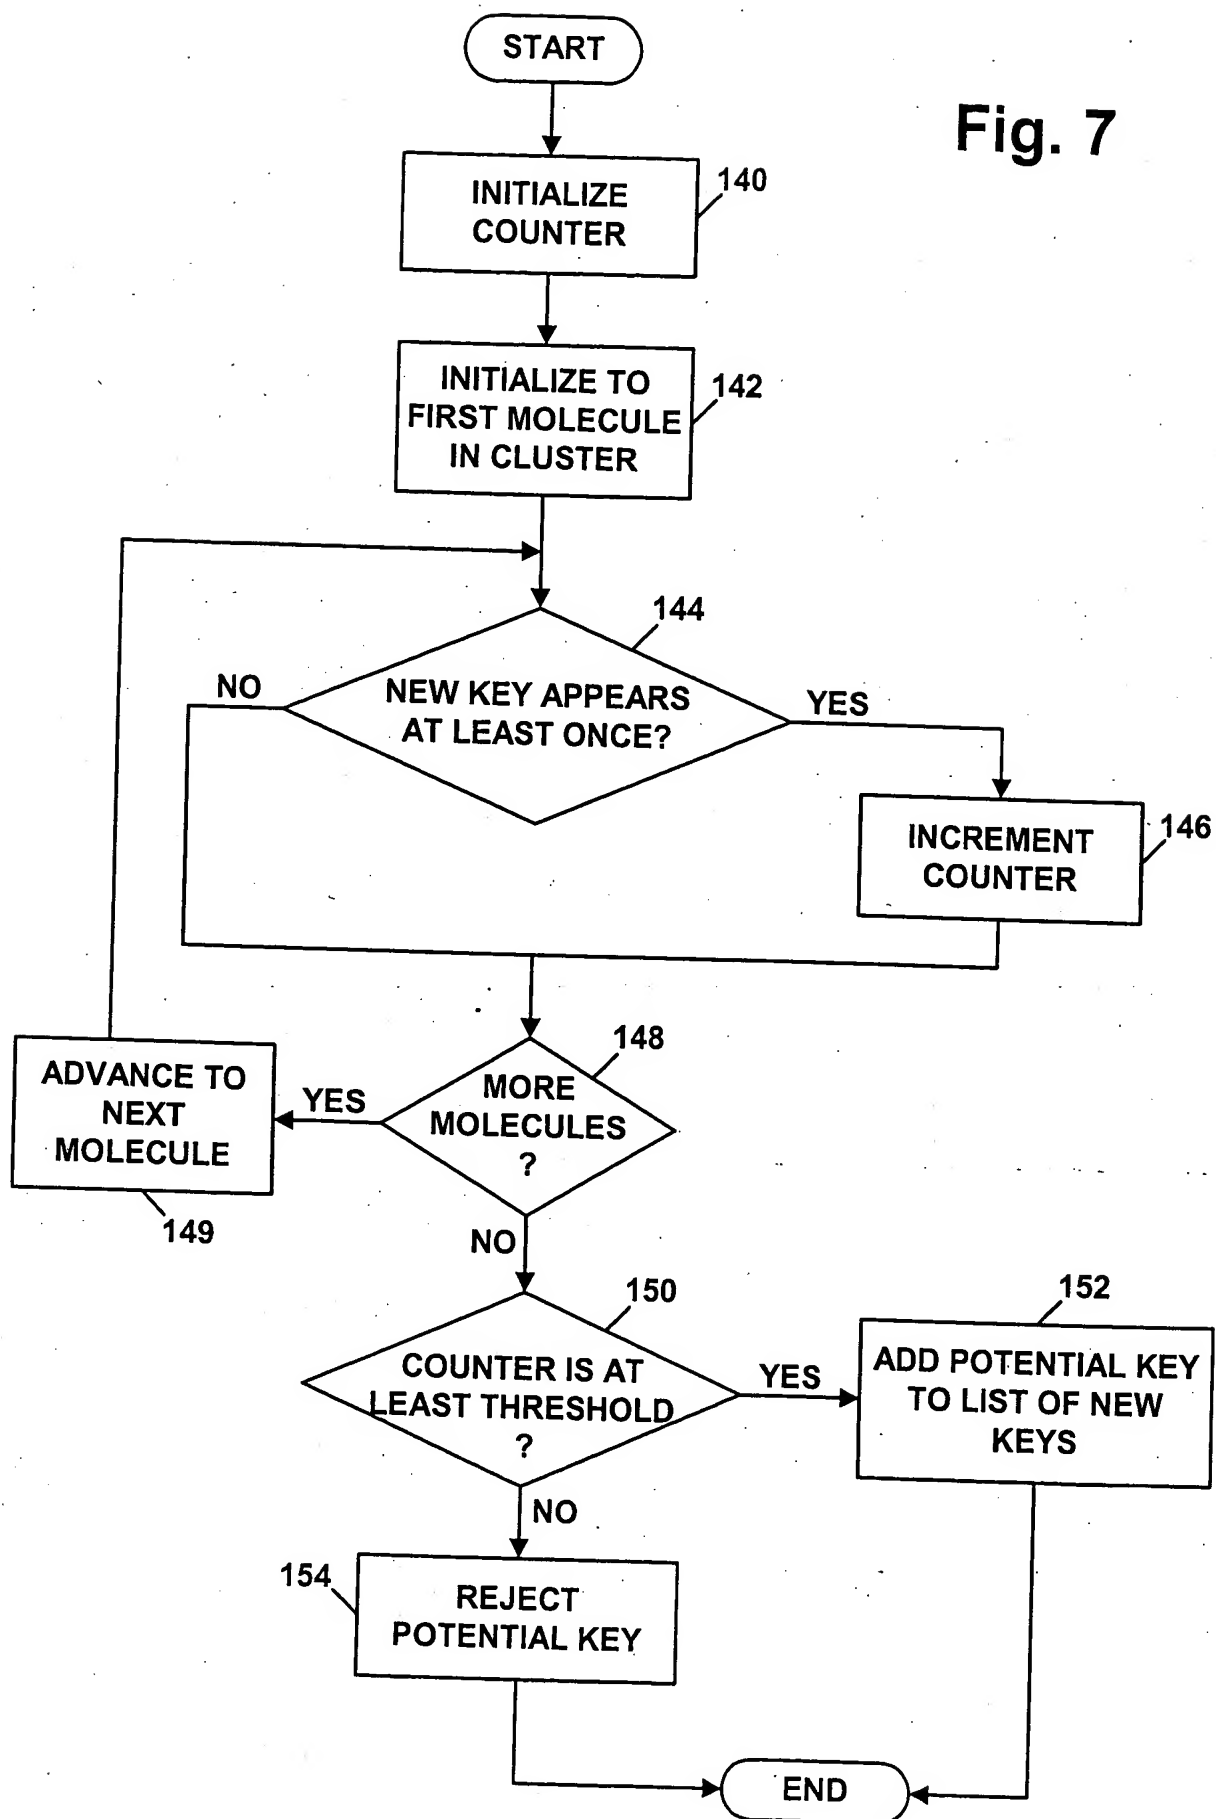 START
Fig. 7
INITIALIZE
COUNTER
140
INITIALIZE TO
FIRST MOLECULE
IN CLUSTER
142
144
NEW KEY APPEARS
AT LEAST ONCE?
NO
YES
INCREMENT
COUNTER
146
148
MORE
MOLECULES
?
YES
ADVANCE TO
NEXT
MOLECULE
149
NO
150
COUNTER IS AT
LEAST THRESHOLD
?
YES
152
ADD POTENTIAL KEY
TO LIST OF NEW
KEYS
NO
154
REJECT
POTENTIAL KEY
END